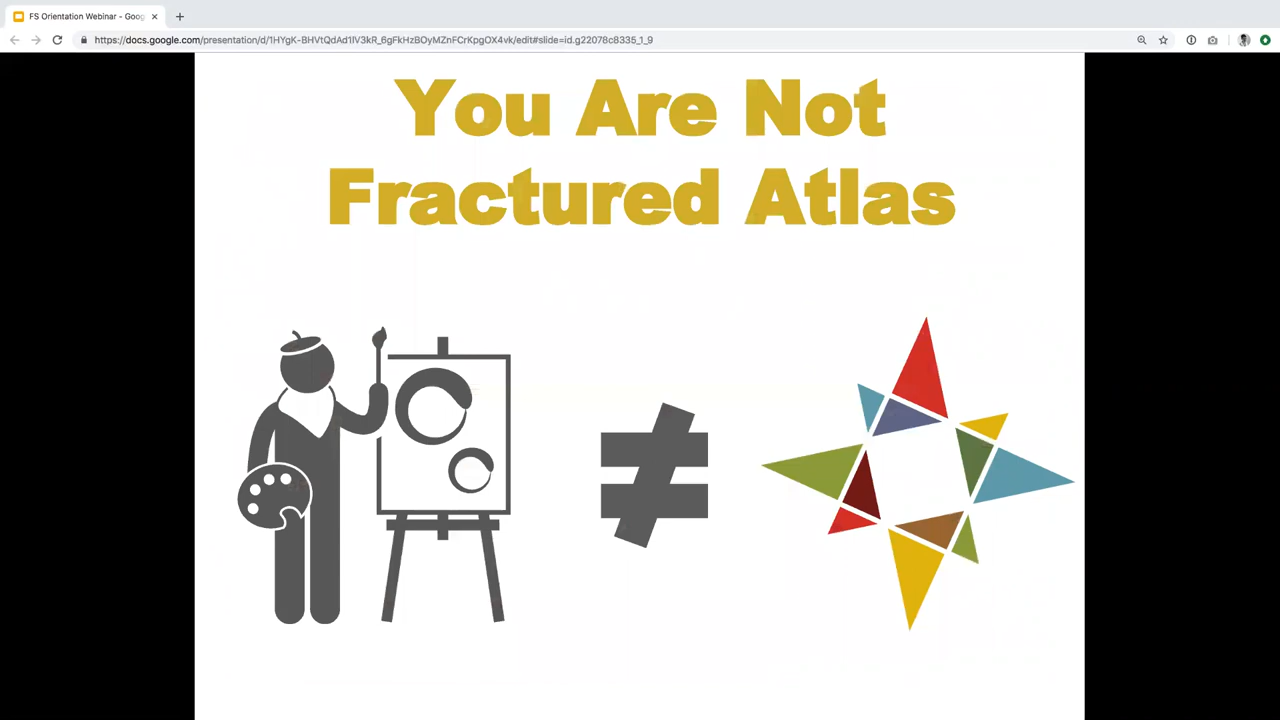 FS Orientation Webinar - Goog
https://docs.google.com/presentation/d/1HYgK-BHVtQdAd1lV3kR_6gFkHzBOyMZnFCrKpgOX4vk/edit#slide=id.g22078c8335_1_9
You Are Not
Fractured Atlas